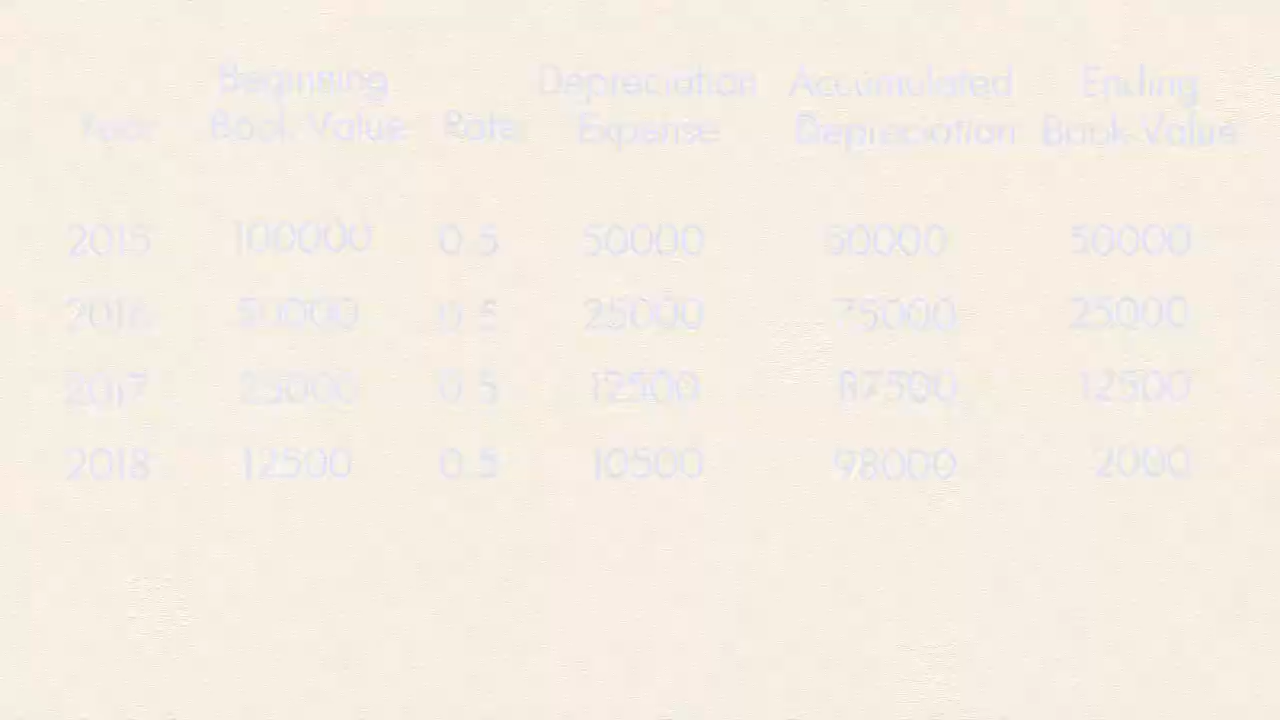 Year Beginning Book Value Rate Depreciation Expense Accumulated Depreciation Ending Book Value
2015 100000 0.5 50000 50000 50000
2016 50000 0.5 25000 75000 25000
2017 25000 0.5 12500 87500 12500
2018 12500 0.5 10500 98000 2000